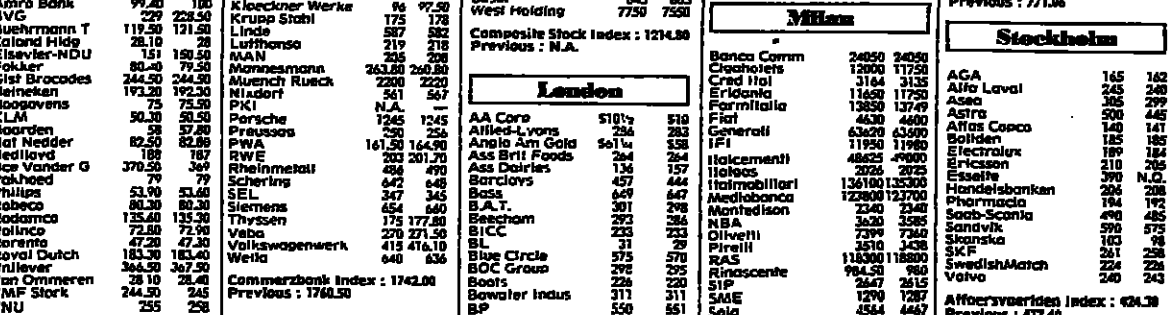 Amro Bank 99.40 100
BVG 229 228.50
Buehrmann T 119.50 121.50
Caland Hldg 28.10 28
Elsevier-NDU 151 150.50
Fokker 80.40 79.50
Gist Brocades 244.50 244.50
Heineken 193.20 192.30
Hoogovens 75 75.50
KLM 50.30 50.50
Naarden 58 57.80
Nat Nedder 82.50 82.80
Nedlloyd 188 187
Oce Vander G 370.50 369
Pakhoed 79 79
Philips 53.90 53.60
Robeco 80.30 80.30
Rodamco 135.60 135.30
Rolinco 72.80 72.90
Rorento 47.20 47.30
Royal Dutch 183.30 183.40
Unilever 366.50 367.50
Van Ommeren 28.10 28.40
VMF Stork 244.50 245
VNU 255 258
Kloeckner Werke 96 97.50
Krupp Stahl 175 178
Linde 587 582
Lufthansa 219 218
MAN 205 208
Mannesmann 263.80 260.80
Muench Rueck 2200 2220
Nixdorf 561 567
PKI N.A. —
Porsche 1245 1245
Preussag 250 256
PWA 161.50 164.90
RWE 203 201.70
Rheinmetall 486 490
Schering 642 648
SEL 347 345
Siemens 654 660
Thyssen 175 177.80
Veba 270 271.50
Volkswagenwerk 415 416.10
Wella 640 636
Commerzbank Index : 1742.00
Previous : 1760.50
West Holding 7750 7550
Composite Stock Index : 1214.80
Previous : N.A.
London
AA Corp $10½ $10
Allied-Lyons 286 283
Anglo Am Gold $61¼ $58
Ass Brit Foods 264 264
Ass Dairies 136 157
Barclays 457 444
Bass 649 647
B.A.T. 301 298
Beecham 293 286
BICC 233 233
BL 31 29
Blue Circle 575 570
BOC Group 298 295
Boots 226 220
Bowater Indus 311 311
BP 550 551
Milan
Banca Comm 24050 24050
Cigahotels 12000 11750
Cred Ital 3164 3135
Eridania 11650 11750
Farmitalia 13850 13749
Fiat 4630 4600
Generali 63620 63600
IFI 11950 11980
Italcementi 48625 49000
Italgas 2026 2025
Italmobiliari 136100 135300
Mediobanca 123800 123700
Montedison 2340 2340
NBA 3620 3585
Olivetti 7399 7360
Pirelli 3510 3438
RAS 118300 118800
Rinascente 984.50 980
SIP 2647 2615
SME 1290 1287
Snia 4564 4467
Previous : 771.06
Stockholm
AGA 165 162
Alfa Laval 245 240
Asea 305 299
Astra 500 445
Atlas Copco 140 141
Boliden 185 185
Electrolux 189 184
Ericsson 210 205
Esselte 390 N.Q.
Handelsbanken 206 208
Pharmacia 194 192
Saab-Scania 490 485
Sandvik 590 575
Skanska 103 98
SKF 261 258
SwedishMatch 224 226
Volvo 240 243
Affaersvaerlden Index : 424.30
Previous : 422.40